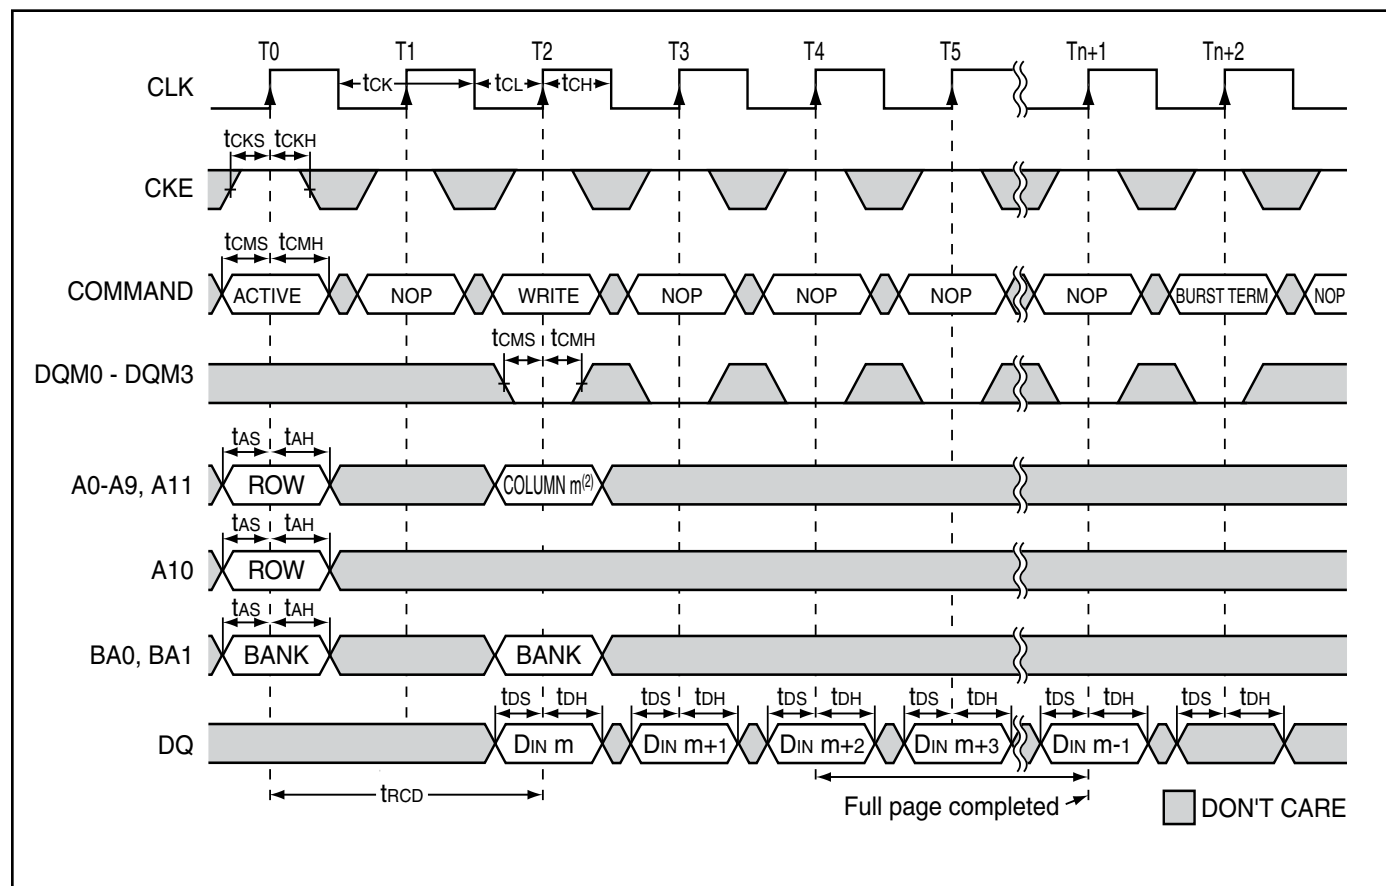 T0 T1 T2 T3 T4 T5 Tn+1 Tn+2
CLK tCK tCL tCH
tCKS tCKH
CKE
tCMS tCMH
COMMAND ACTIVE NOP WRITE NOP NOP NOP NOP BURST TERM NOP
tCMS tCMH
DQM0 - DQM3
tAS tAH
A0-A9, A11 ROW COLUMN m(2)
tAS tAH
A10 ROW
tAS tAH
BA0, BA1 BANK BANK
tDS tDH tDS tDH tDS tDH tDS tDH tDS tDH tDS tDH
DQ DIN m DIN m+1 DIN m+2 DIN m+3 DIN m-1
tRCD
Full page completed
DON'T CARE